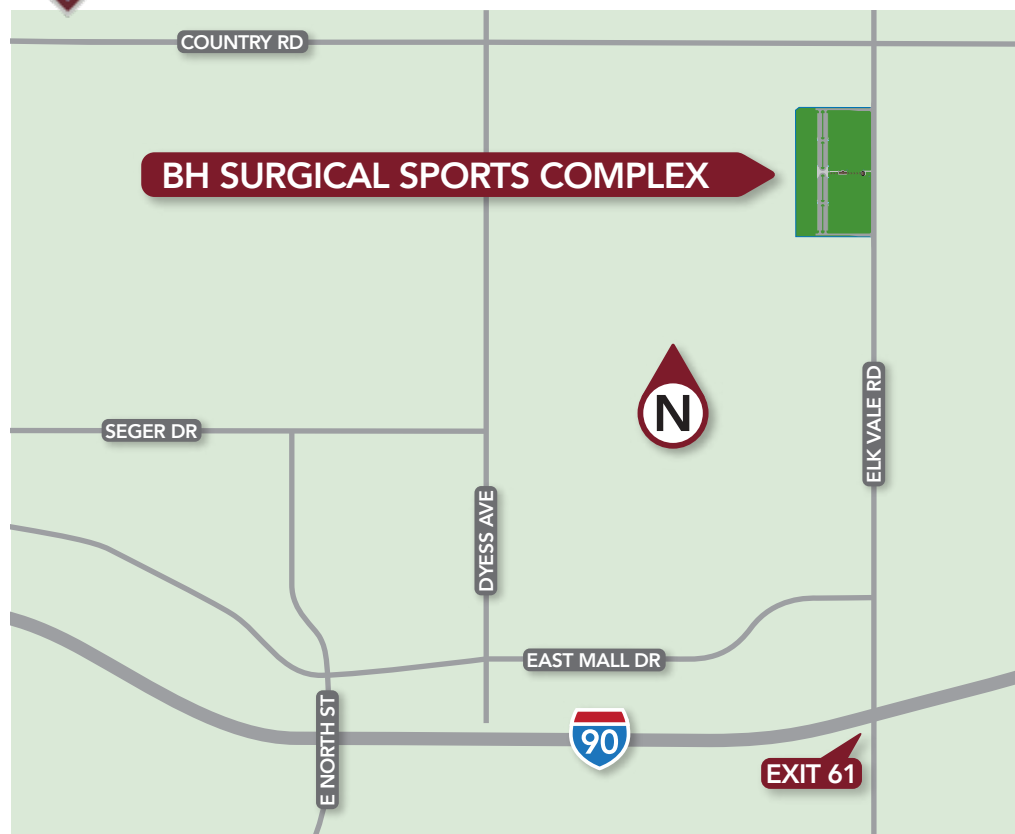 COUNTRY RD
BH SURGICAL SPORTS COMPLEX
N
ELK VALE RD
SEGER DR
DYESS AVE
EAST MALL DR
E NORTH ST
90
EXIT 61